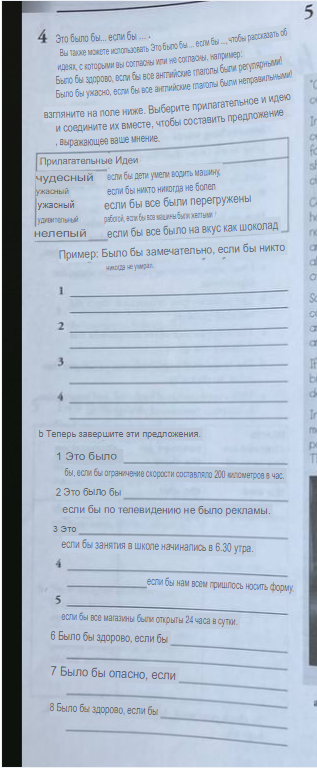 5
4 Это было бы... если бы ... .
Вы также можете использовать Это было бы ... если бы ..., чтобы рассказать об
идеях, с которыми вы согласны или не согласны, например:
Было бы здорово, если бы все английские глаголы были регулярными!
Было бы ужасно, если бы все английские глаголы были неправильными!
взгляните на поле ниже. Выберите прилагательное и идею
и соедините их вместе, чтобы составить предложение
, выражающее ваше мнение.
Прилагательные Идеи
чудесный если бы дети умели водить машину,
ужасный если бы никто никогда не болел
ужасный если бы все были перегружены
удивительный работой, если бы все машины были желтыми
нелепый если бы все было на вкус как шоколад
Пример: Было бы замечательно, если бы никто
никогда не умирал.
1
2
3
4
b Теперь завершите эти предложения.
1 Это было
бы, если бы ограничение скорости составляло 200 километров в час.
2 Это было бы
если бы по телевидению не было рекламы.
3 Это
если бы занятия в школе начинались в 6.30 утра.
4
если бы нам всем пришлось носить форму.
5
если бы все магазины были открыты 24 часа в сутки.
6 Было бы здорово, если бы
7 Было бы опасно, если
8 Было бы здорово, если бы